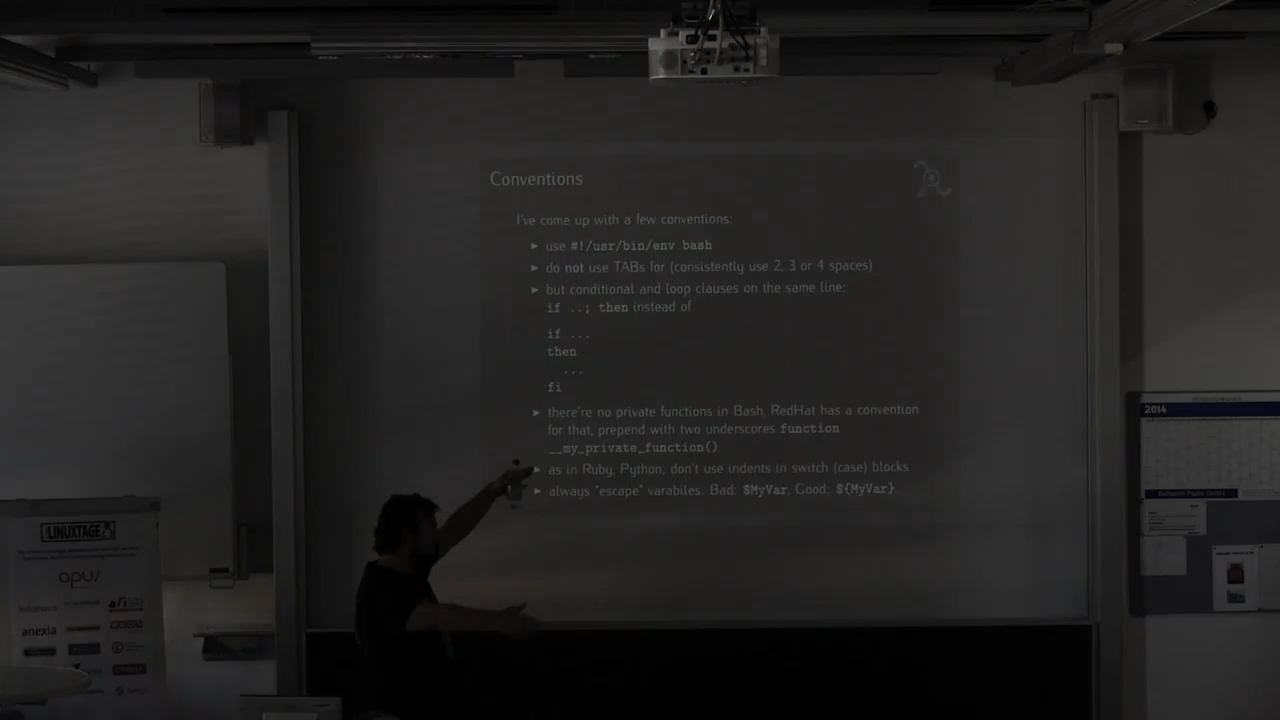 Conventions
I've come up with a few conventions:
► use #!/usr/bin/env bash
► do not use TABs for (consistently use 2, 3 or 4 spaces)
► but conditional and loop clauses on the same line:
if ..; then instead of
if ...
then
...
fi
► there're no private functions in Bash, RedHat has a convention
for that, prepend with two underscores function
__my_private_function()
► as in Ruby, Python; don't use indents in switch (case) blocks
► always "escape" varabiles. Bad: $MyVar, Good: ${MyVar}.
2014
LINUXTAGE
apus
infonova
anexia